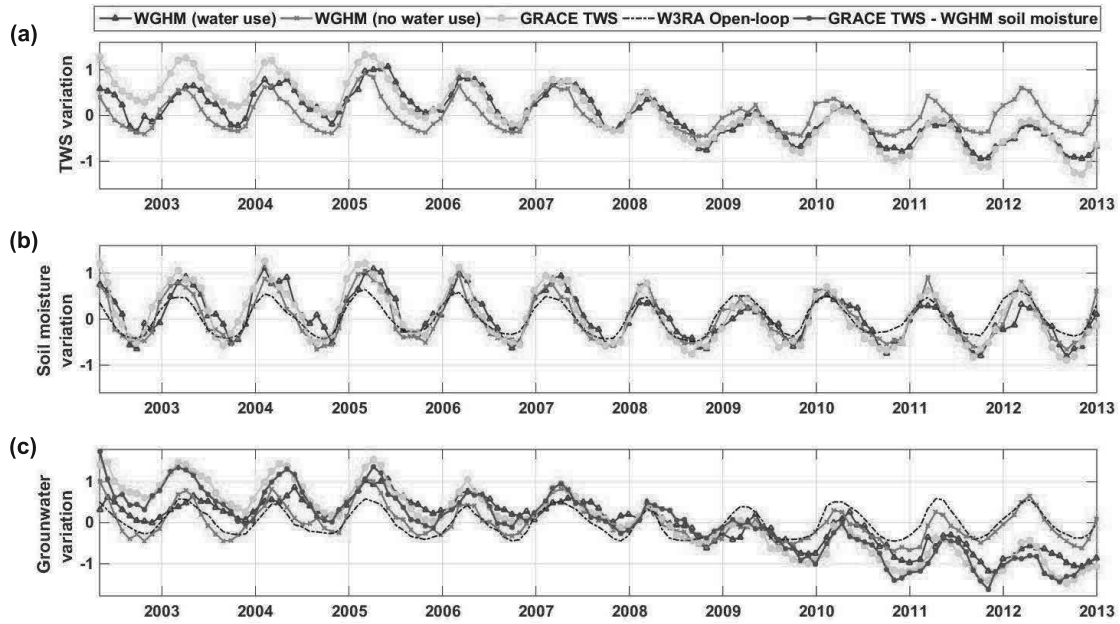 WGHM (water use) WGHM (no water use) GRACE TWS W3RA Open-loop GRACE TWS - WGHM soil moisture
(a)
TWS variation
1
0
-1
2003 2004 2005 2006 2007 2008 2009 2010 2011 2012 2013
(b)
Soil moisture
variation
1
0
-1
2003 2004 2005 2006 2007 2008 2009 2010 2011 2012 2013
(c)
Grounwater
variation
1
0
-1
2003 2004 2005 2006 2007 2008 2009 2010 2011 2012 2013